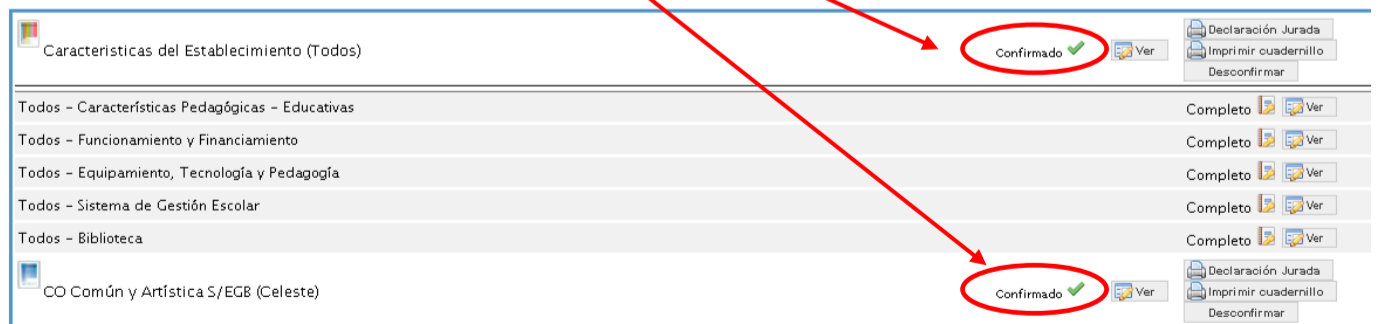 Declaración Jurada
Caracteristicas del Establecimiento (Todos) Confirmado Ver Imprimir cuadernillo
Desconfirmar
Todos - Características Pedagógicas - Educativas Completo Ver
Todos - Funcionamiento y Financiamiento Completo Ver
Todos - Equipamiento, Tecnología y Pedagogía Completo Ver
Todos - Sistema de Gestión Escolar Completo Ver
Todos - Biblioteca Completo Ver
Declaración Jurada
CO Común y Artística S/EGB (Celeste) Confirmado Ver Imprimir cuadernillo
Desconfirmar